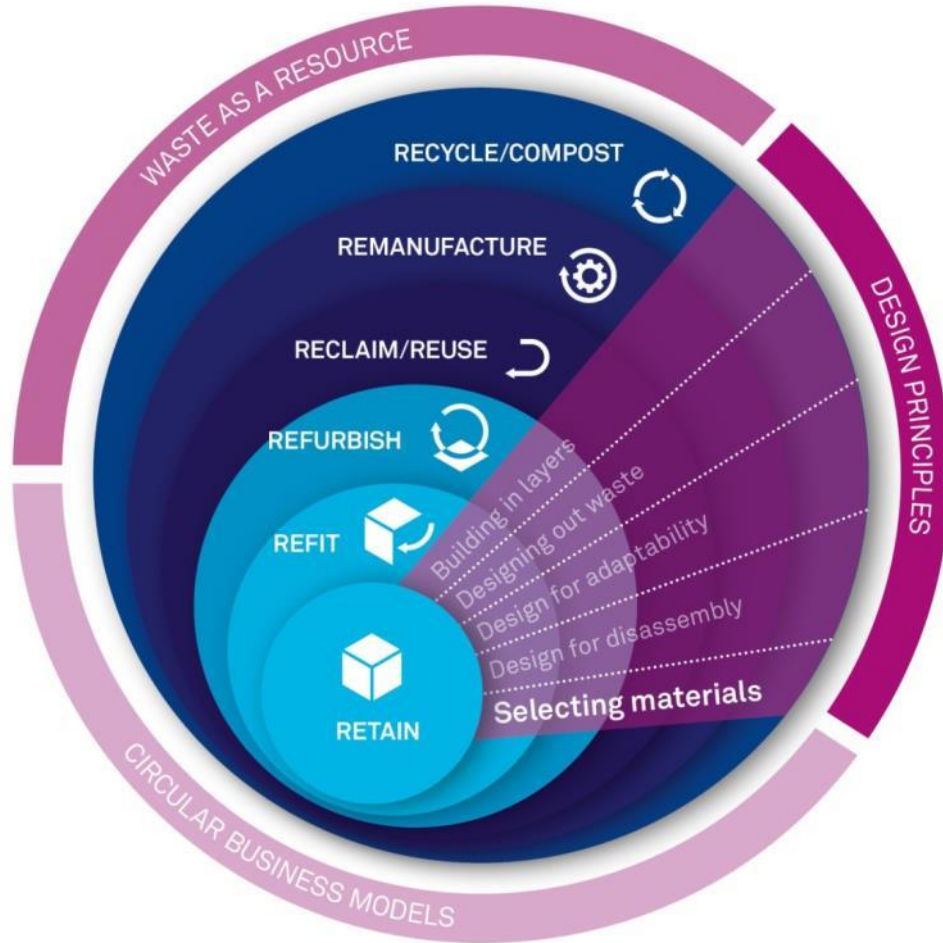 WASTE AS A RESOURCE
RECYCLE/COMPOST
REMANUFACTURE
RECLAIM/REUSE
REFURBISH
REFIT
RETAIN
Building in layers
Designing out waste
Design for adaptability
Design for disassembly
Selecting materials
DESIGN PRINCIPLES
CIRCULAR BUSINESS MODELS